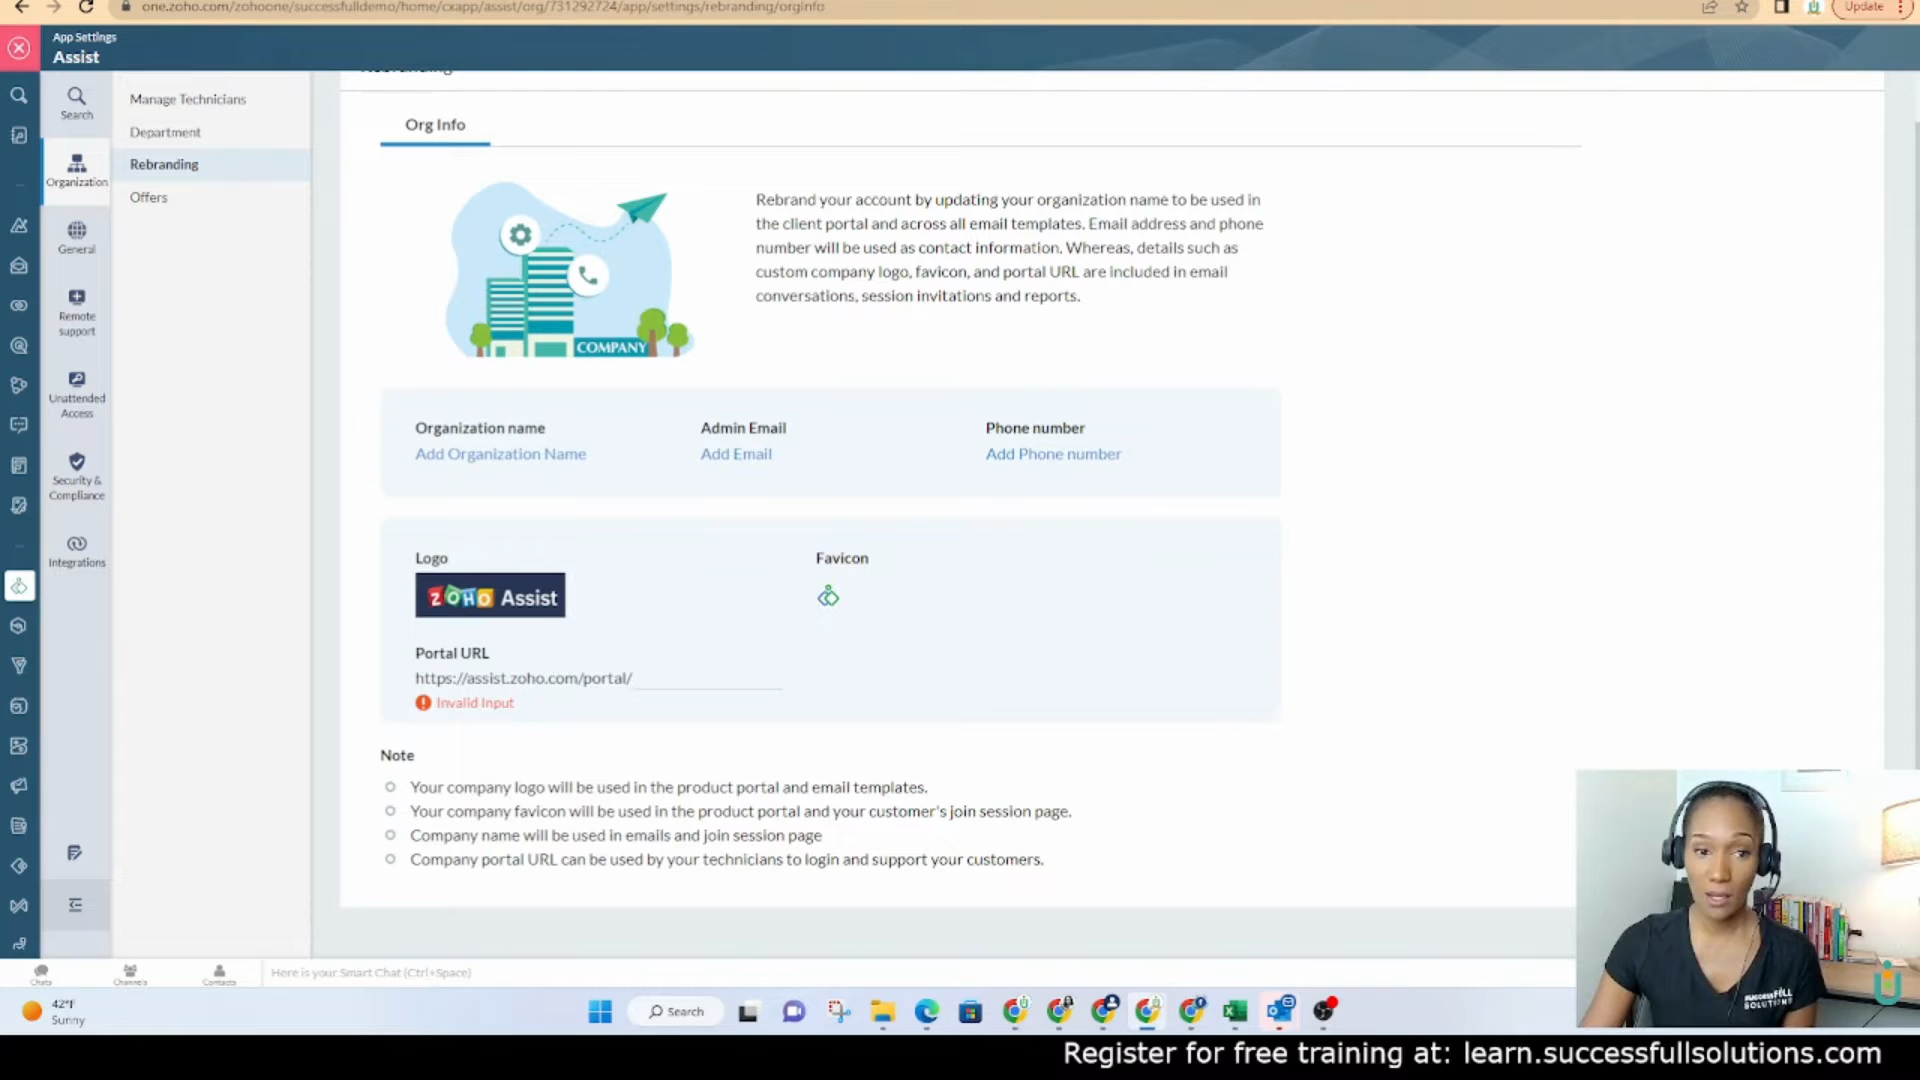 one.zoho.com/zohoone/successfulldemo/home/cxapp/assist/org/731292724/app/settings/rebranding/orgInfo
Update
App Settings
Assist
Search
Organization
General
Remote
support
Unattended
Access
Security &
Compliance
Integrations
Manage Technicians
Department
Rebranding
Offers
Rebranding
Org Info
COMPANY
Rebrand your account by updating your organization name to be used in
the client portal and across all email templates. Email address and phone
number will be used as contact information. Whereas, details such as
custom company logo, favicon, and portal URL are included in email
conversations, session invitations and reports.
Organization name
Add Organization Name
Admin Email
Add Email
Phone number
Add Phone number
Logo
ZOHO Assist
Favicon
Portal URL
https://assist.zoho.com/portal/
Invalid Input
Note
Your company logo will be used in the product portal and email templates.
Your company favicon will be used in the product portal and your customer's join session page.
Company name will be used in emails and join session page
Company portal URL can be used by your technicians to login and support your customers.
Chats
Channels
Contacts
Here is your Smart Chat (Ctrl+Space)
42°F
Sunny
Search
SUCCESSFULL
SOLUTIONS
Register for free training at: learn.successfullsolutions.com